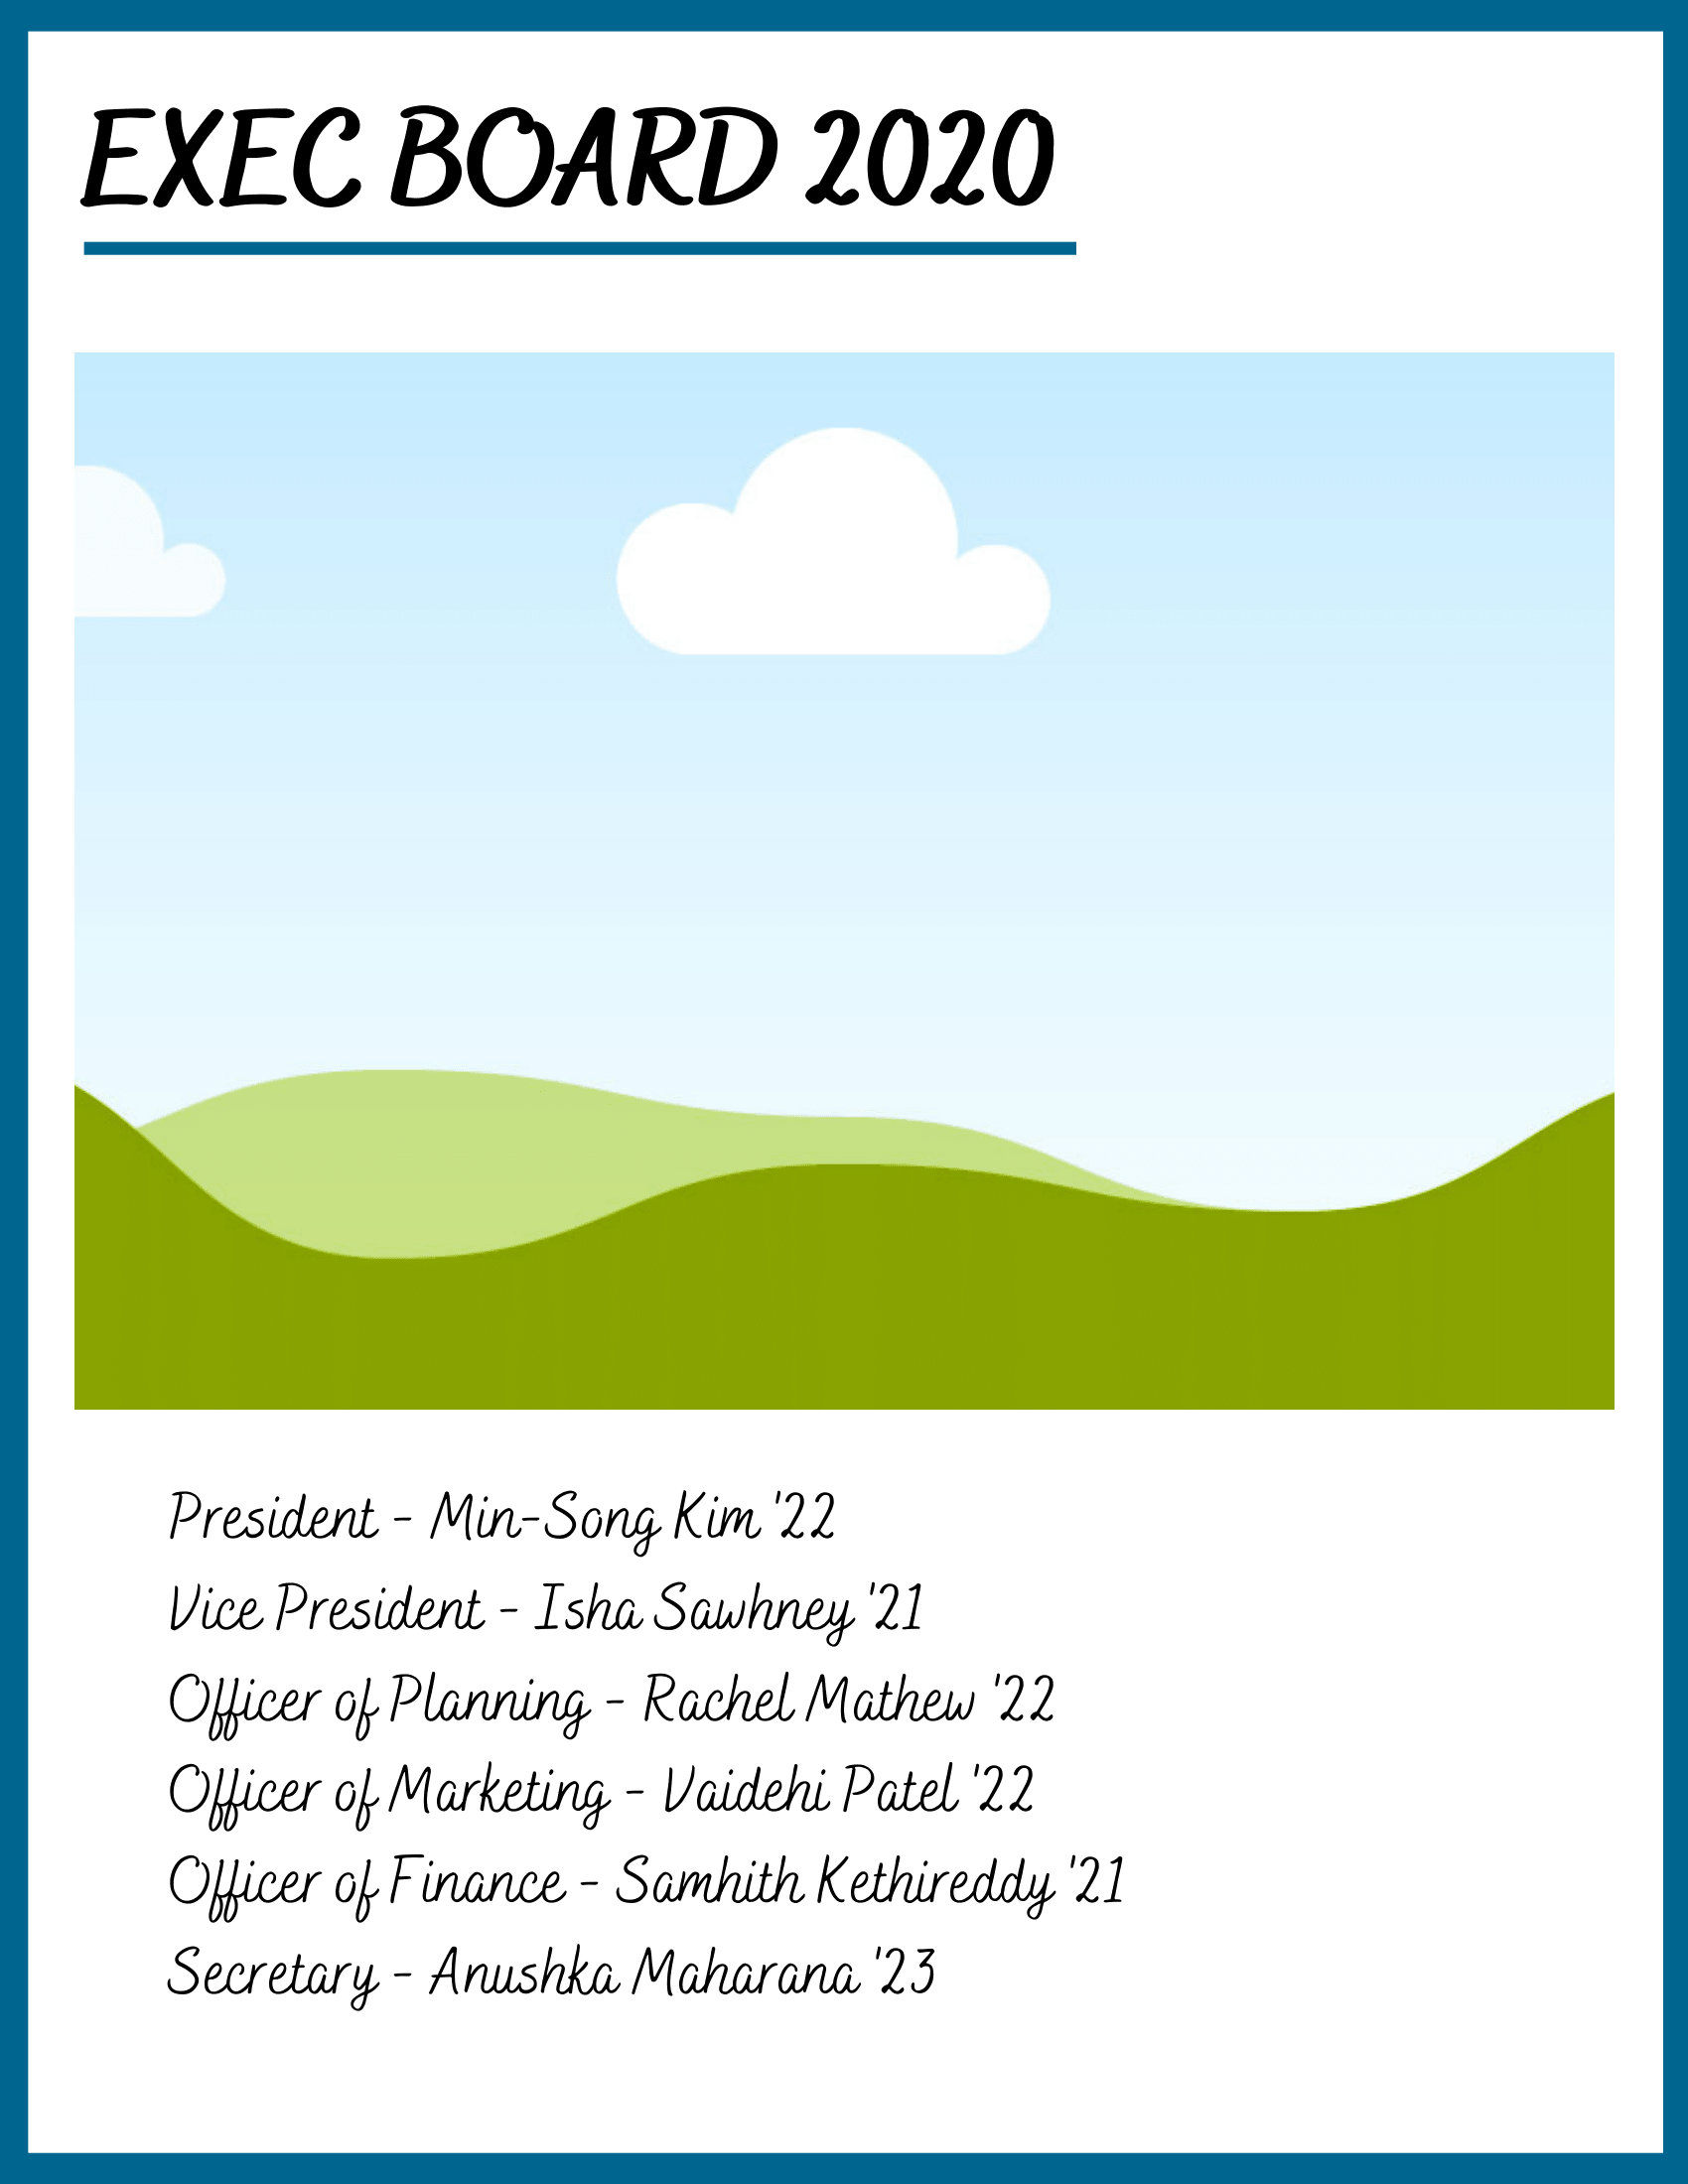 EXEC BOARD 2020
President - Min-Song Kim '22
Vice President - Isha Sawhney '21
Officer of Planning - Rachel Mathew '22
Officer of Marketing - Vaidehi Patel '22
Officer of Finance - Samhith Kethireddy '21
Secretary - Anushka Maharana '23